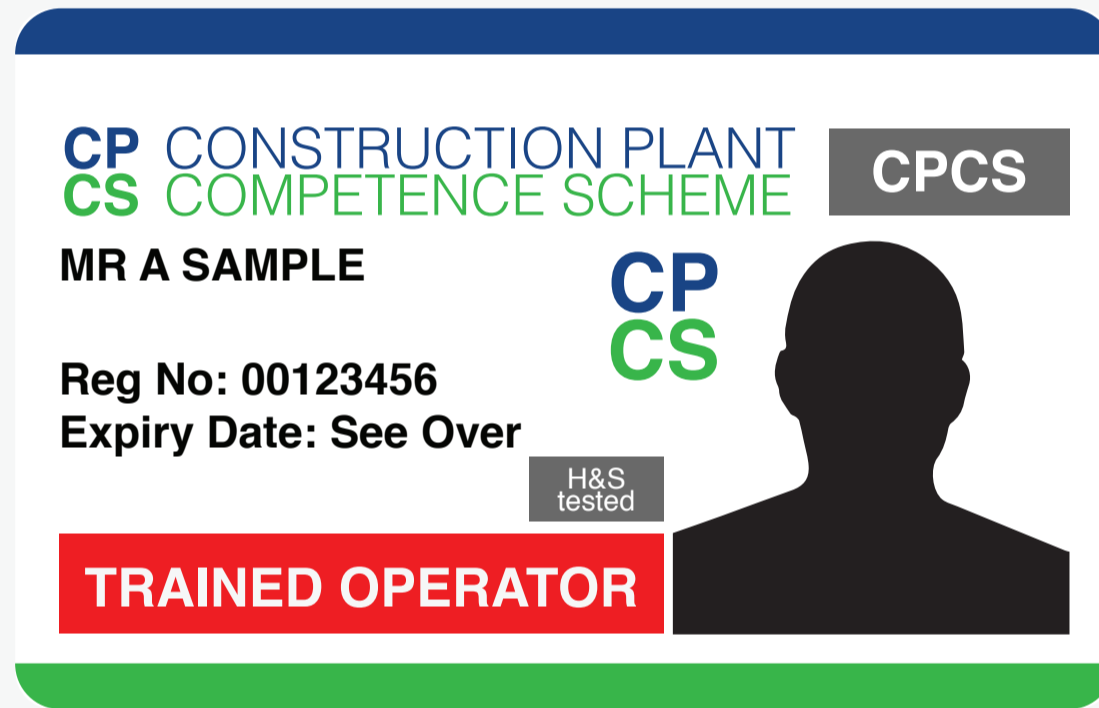 CP CONSTRUCTION PLANT
CS COMPETENCE SCHEME
CPCS
MR A SAMPLE
CP
CS
Reg No: 00123456
Expiry Date: See Over
H&S
tested
TRAINED OPERATOR